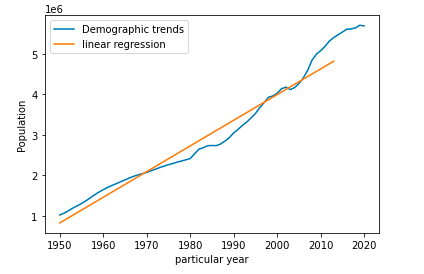 1e6
Demographic trends
linear regression
5
4
3
2
1
Population
1950 1960 1970 1980 1990 2000 2010 2020
particular year